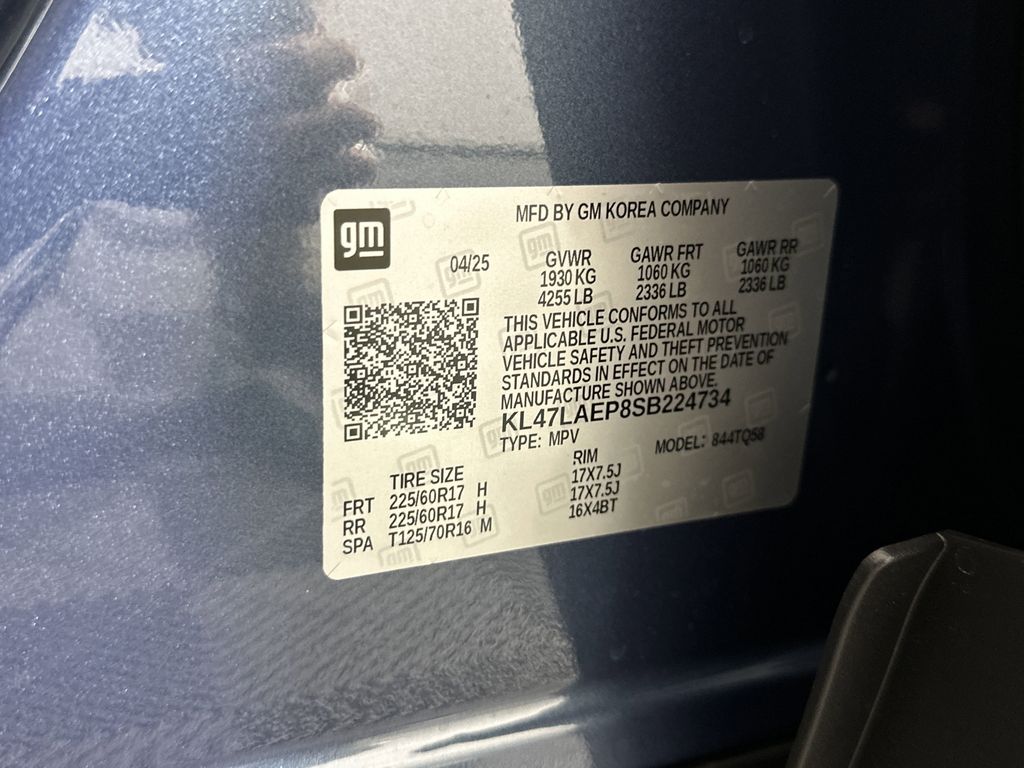 gm
MFD BY GM KOREA COMPANY
04/25
GVWR GAWR FRT GAWR RR
1930 KG 1060 KG 1060 KG
4255 LB 2336 LB 2336 LB
THIS VEHICLE CONFORMS TO ALL
APPLICABLE U.S. FEDERAL MOTOR
VEHICLE SAFETY AND THEFT PREVENTION
STANDARDS IN EFFECT ON THE DATE OF
MANUFACTURE SHOWN ABOVE.
KL47LAEP8SB224734
TYPE: MPV MODEL: 844TQ58
TIRE SIZE RIM
FRT 225/60R17 H 17X7.5J
RR 225/60R17 H 17X7.5J
SPA T125/70R16 M 16X4BT